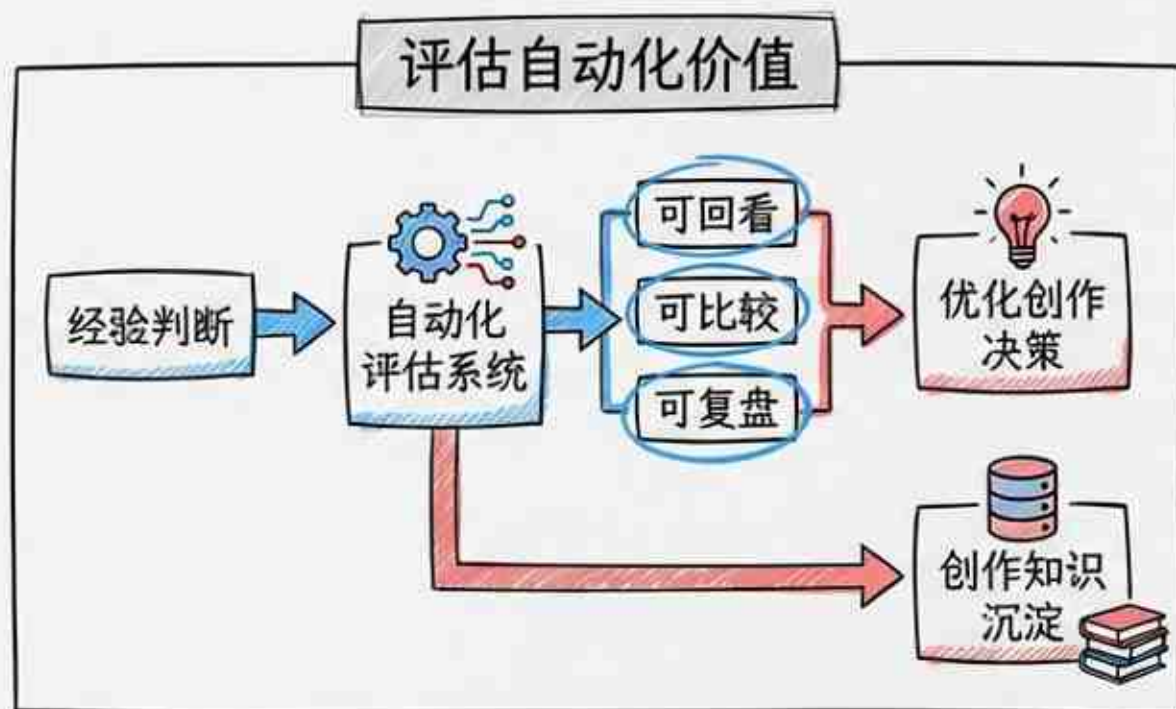 评估自动化价值
经验判断
自动化
评估系统
可回看
可比较
可复盘
优化创作
决策
创作知识
沉淀